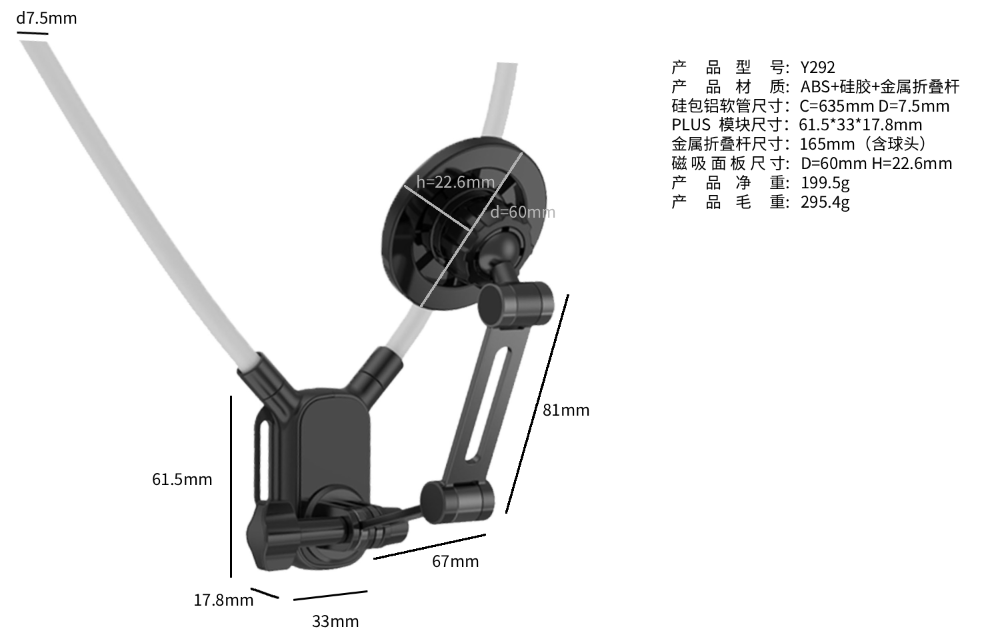 d7.5mm
产 品 型 号: Y292
产 品 材 质: ABS+硅胶+金属折叠杆
硅包铝软管尺寸: C=635mm D=7.5mm
PLUS 模块尺寸: 61.5*33*17.8mm
金属折叠杆尺寸: 165mm（含球头）
磁吸面板尺寸: D=60mm H=22.6mm
产 品 净 重: 199.5g
产 品 毛 重: 295.4g
h=22.6mm
d=60mm
81mm
61.5mm
67mm
17.8mm
33mm